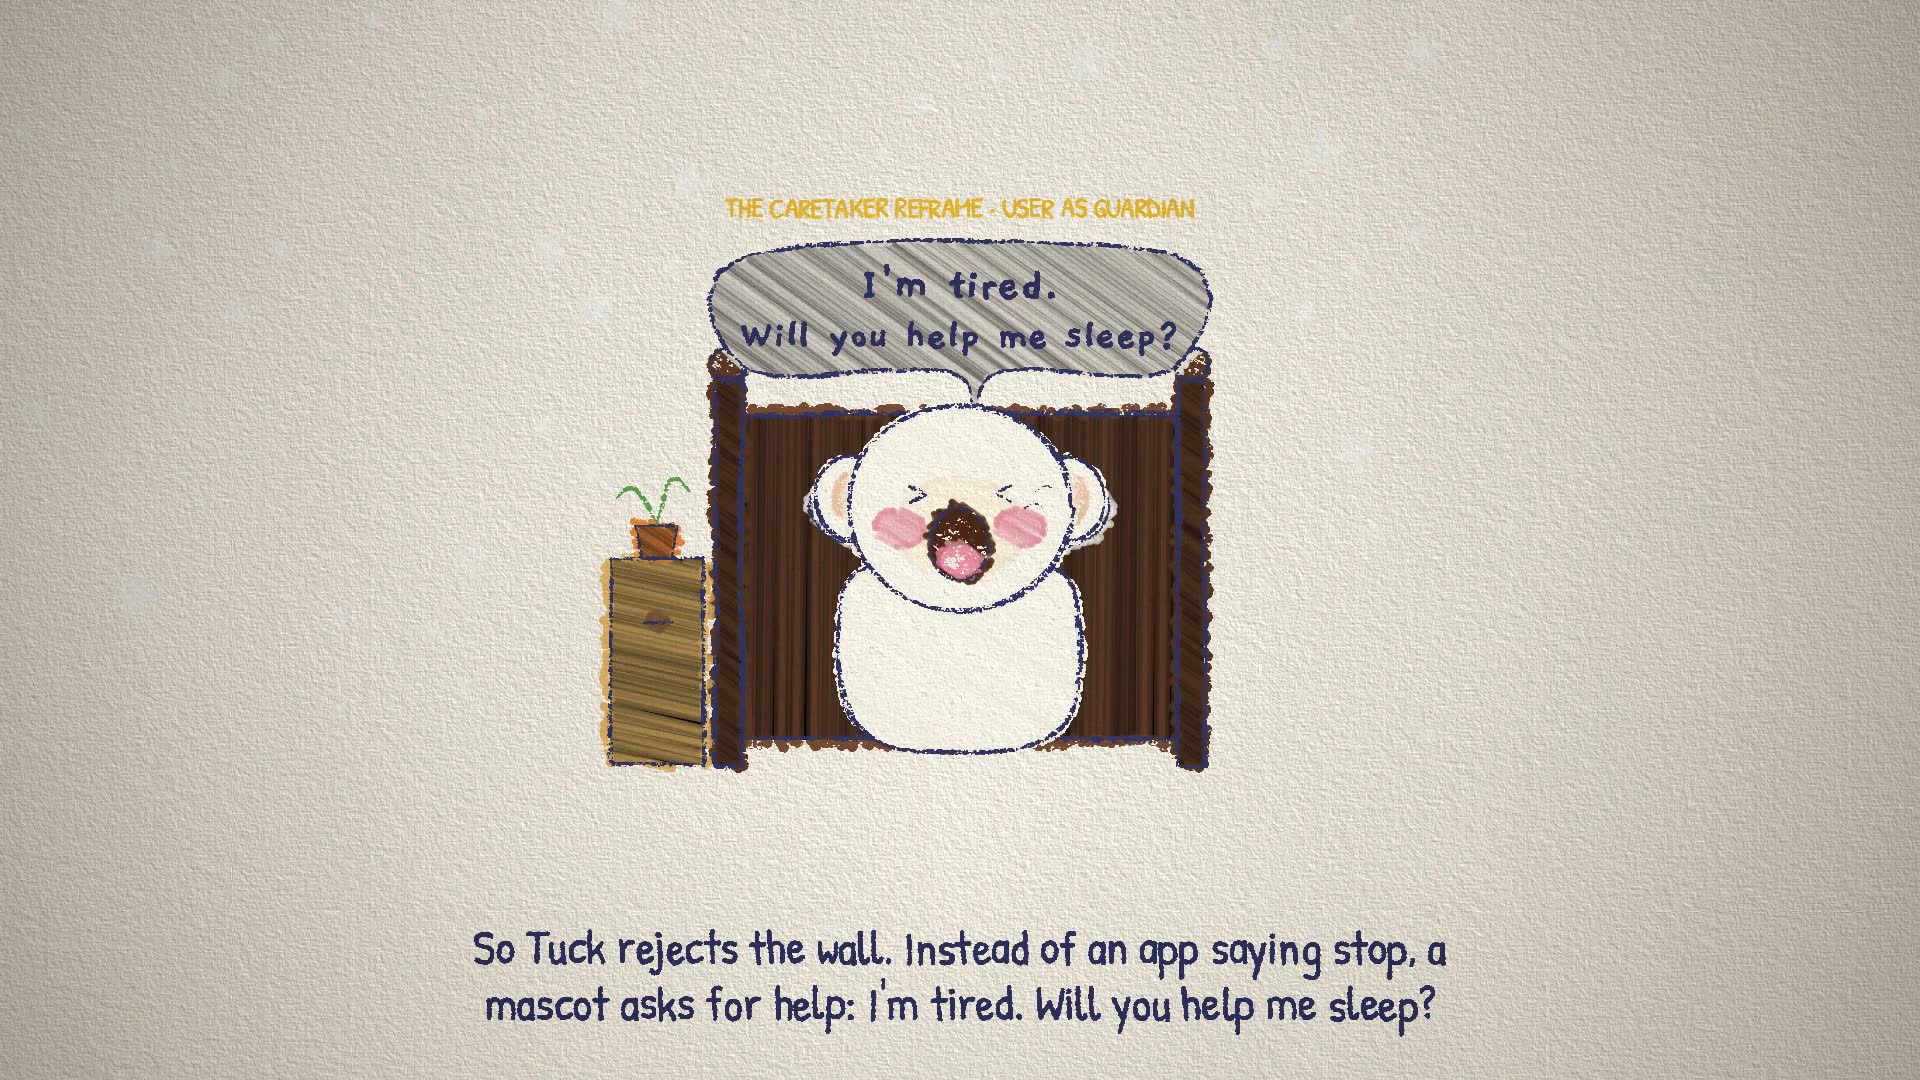 THE CARETAKER REFRAME · USER AS GUARDIAN
I'm tired.
Will you help me sleep?
So Tuck rejects the wall. Instead of an app saying stop, a
mascot asks for help: I'm tired. Will you help me sleep?